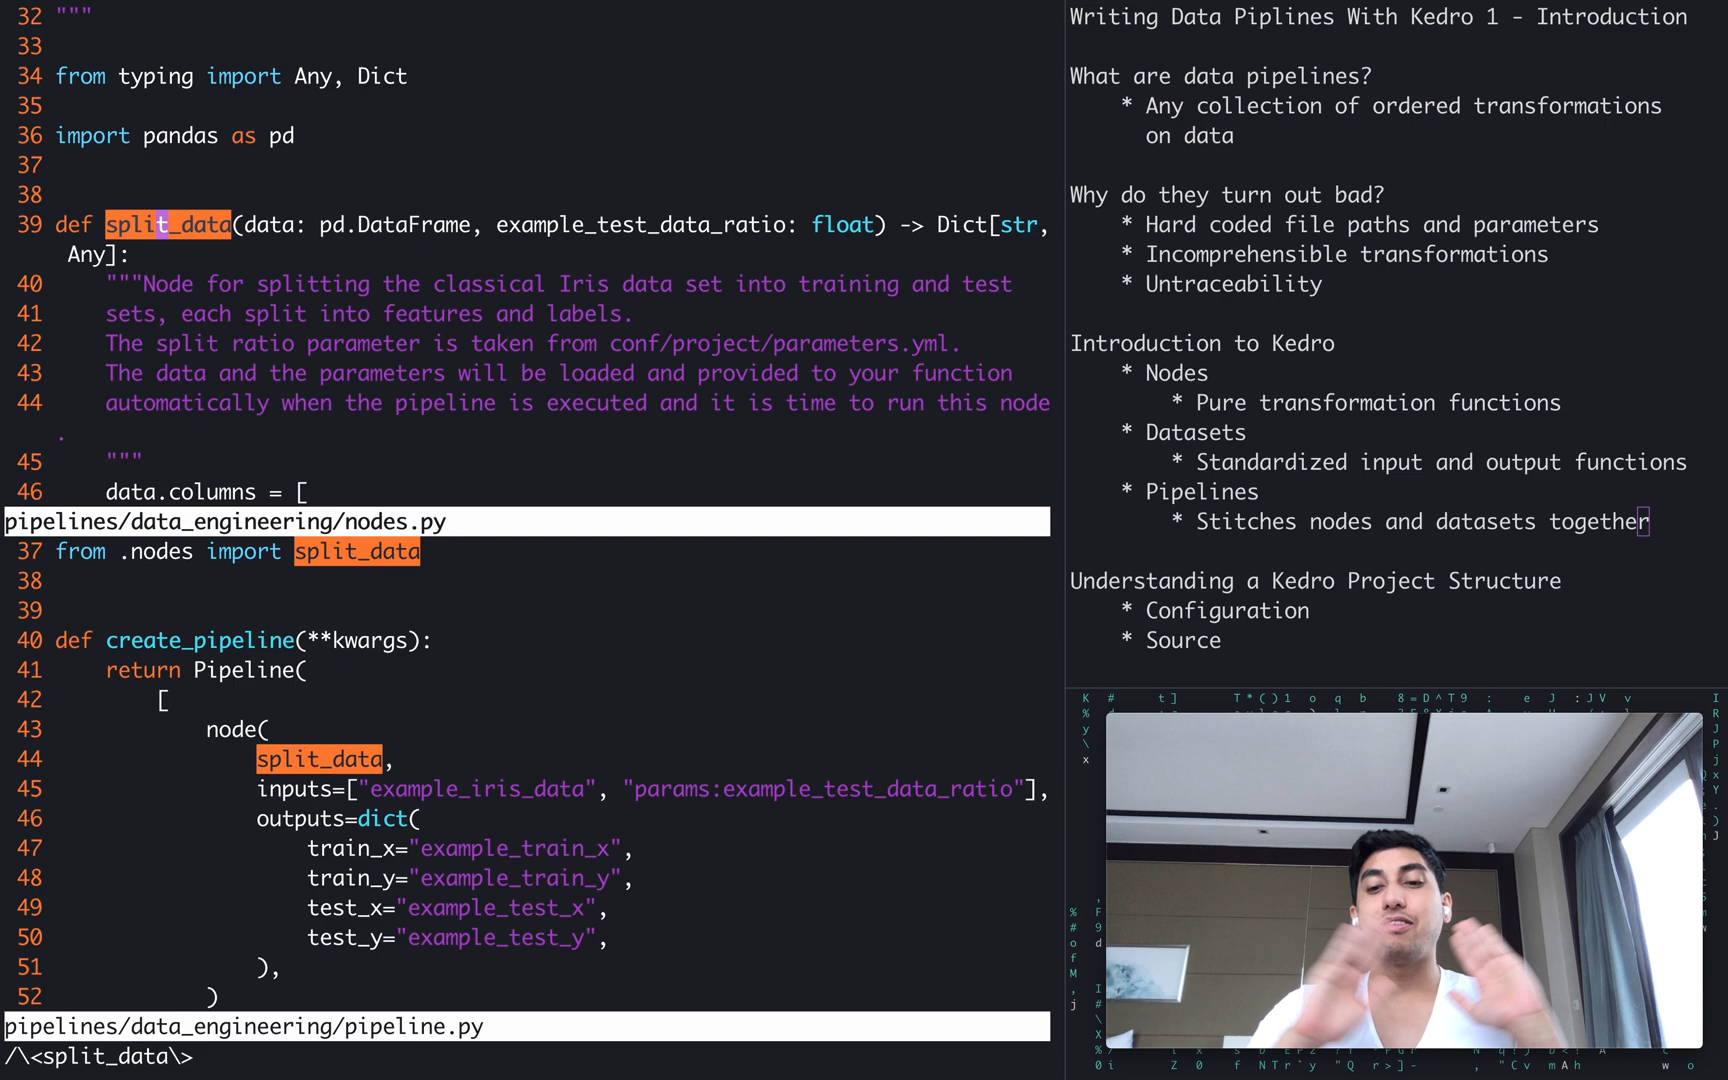 32 """
33
34 from typing import Any, Dict
35
36 import pandas as pd
37
38
39 def split_data(data: pd.DataFrame, example_test_data_ratio: float) -> Dict[str,
Any]:
40 """Node for splitting the classical Iris data set into training and test
41 sets, each split into features and labels.
42 The split ratio parameter is taken from conf/project/parameters.yml.
43 The data and the parameters will be loaded and provided to your function
44 automatically when the pipeline is executed and it is time to run this node
.
45 """
46 data.columns = [
pipelines/data_engineering/nodes.py
37 from .nodes import split_data
38
39
40 def create_pipeline(**kwargs):
41 return Pipeline(
42 [
43 node(
44 split_data,
45 inputs=["example_iris_data", "params:example_test_data_ratio"],
46 outputs=dict(
47 train_x="example_train_x",
48 train_y="example_train_y",
49 test_x="example_test_x",
50 test_y="example_test_y",
51 ),
52 )
pipelines/data_engineering/pipeline.py
/\<split_data\>
Writing Data Piplines With Kedro 1 - Introduction
What are data pipelines?
* Any collection of ordered transformations
on data
Why do they turn out bad?
* Hard coded file paths and parameters
* Incomprehensible transformations
* Untraceability
Introduction to Kedro
* Nodes
* Pure transformation functions
* Datasets
* Standardized input and output functions
* Pipelines
* Stitches nodes and datasets together
Understanding a Kedro Project Structure
* Configuration
* Source